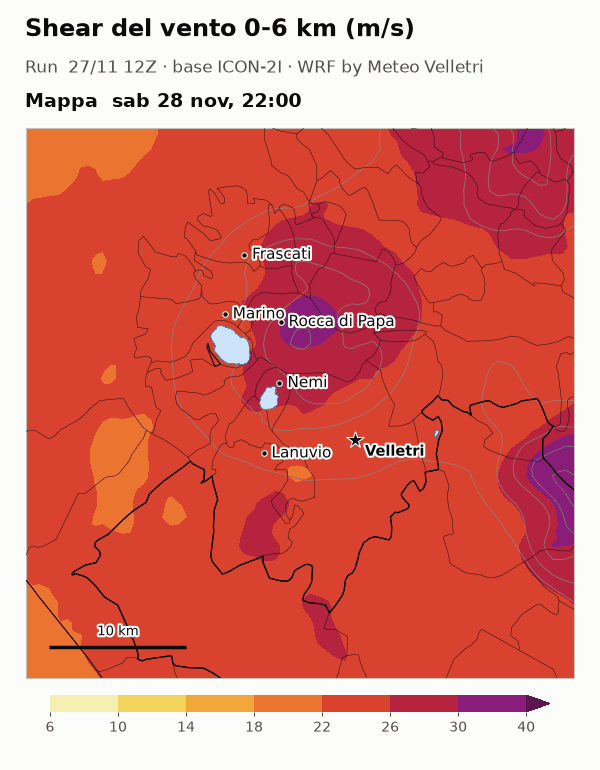 Shear del vento 0-6 km (m/s)
Run  27/11 12Z · base ICON-2I · WRF by Meteo Velletri
Mappa  sab 28 nov, 22:00
Frascati
Marino
Rocca di Papa
Nemi
Velletri
Lanuvio
10 km
6 10 14 18 22 26 30 40